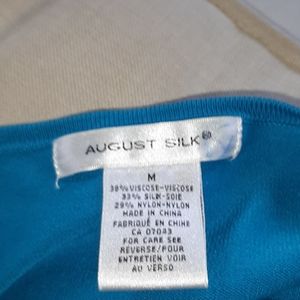 AUGUST SILK®
M
38% VISCOSE-VISCOSE
33% SILK-SOIE
29% NYLON-NYLON
MADE IN CHINA
FABRIQUÉ EN CHINE
CA 07043
FOR CARE SEE
REVERSE/POUR
ENTRETIEN VOIR
AU VERSO